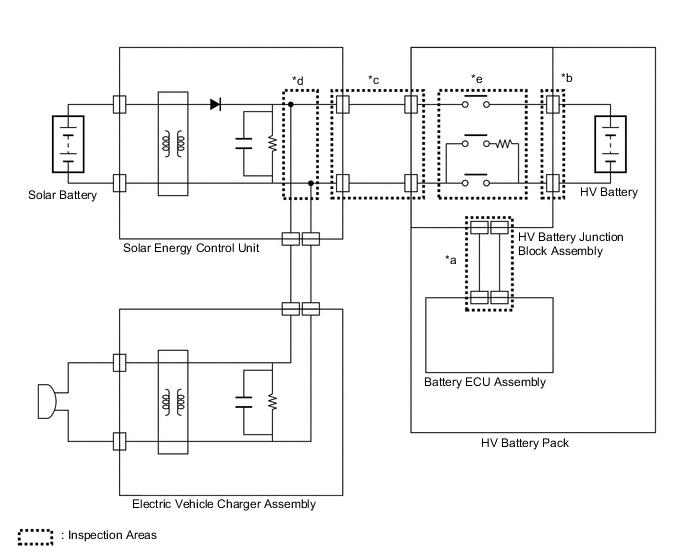 *d
*c
*e
*b
Solar Battery
HV Battery
Solar Energy Control Unit
HV Battery Junction
Block Assembly
*a
Battery ECU Assembly
HV Battery Pack
Electric Vehicle Charger Assembly
: Inspection Areas